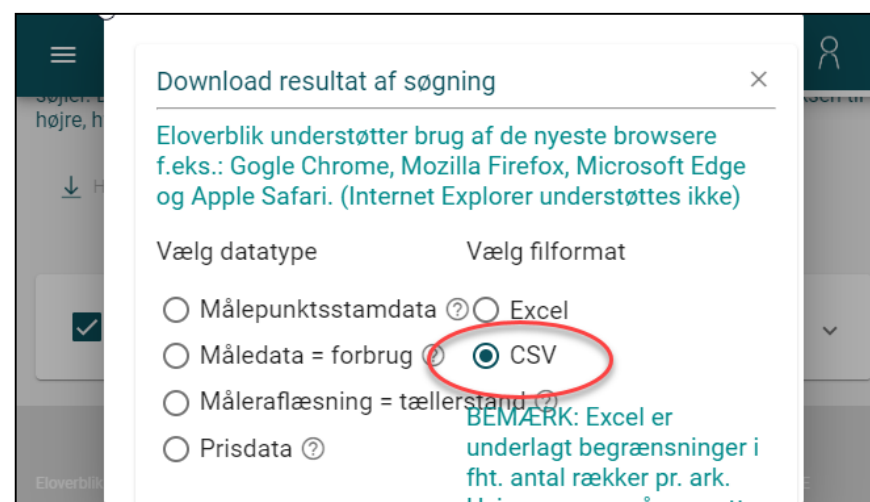 Download resultat af søgning
højre, h
Eloverblik understøtter brug af de nyeste browsere
f.eks.: Gogle Chrome, Mozilla Firefox, Microsoft Edge
og Apple Safari. (Internet Explorer understøttes ikke)
H
Vælg datatype
Vælg filformat
Målepunktsstamdata
Excel
Måledata = forbrug
CSV
Måleraflæsning = tællerstand
Prisdata
BEMÆRK: Excel er
underlagt begrænsninger i
fht. antal rækker pr. ark.
Eloverblik